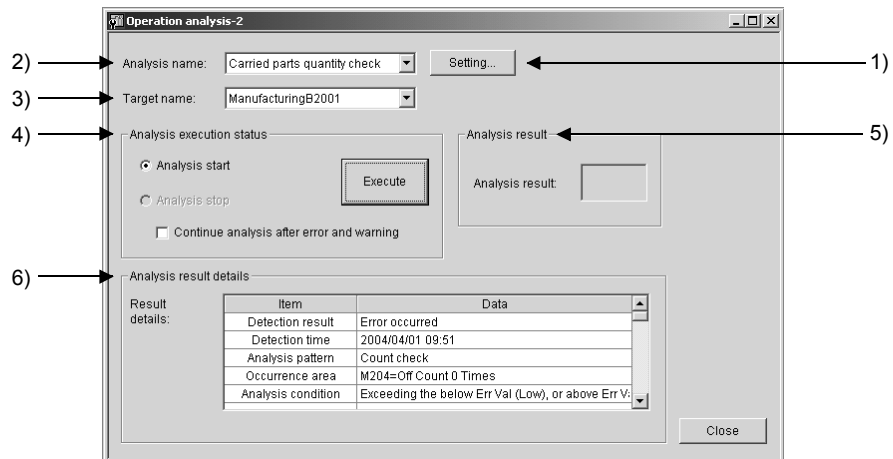 Operation analysis-2
2) Analysis name: Carried parts quantity check Setting... 1)
3) Target name: ManufacturingB2001
4) Analysis execution status Analysis result 5)
Analysis start
Execute Analysis result:
Analysis stop
Continue analysis after error and warning
6) Analysis result details
Result details: Item Data
Detection result Error occurred
Detection time 2004/04/01 09:51
Analysis pattern Count check
Occurrence area M204=Off Count 0 Times
Analysis condition Exceeding the below Err Val (Low), or above Err
Close